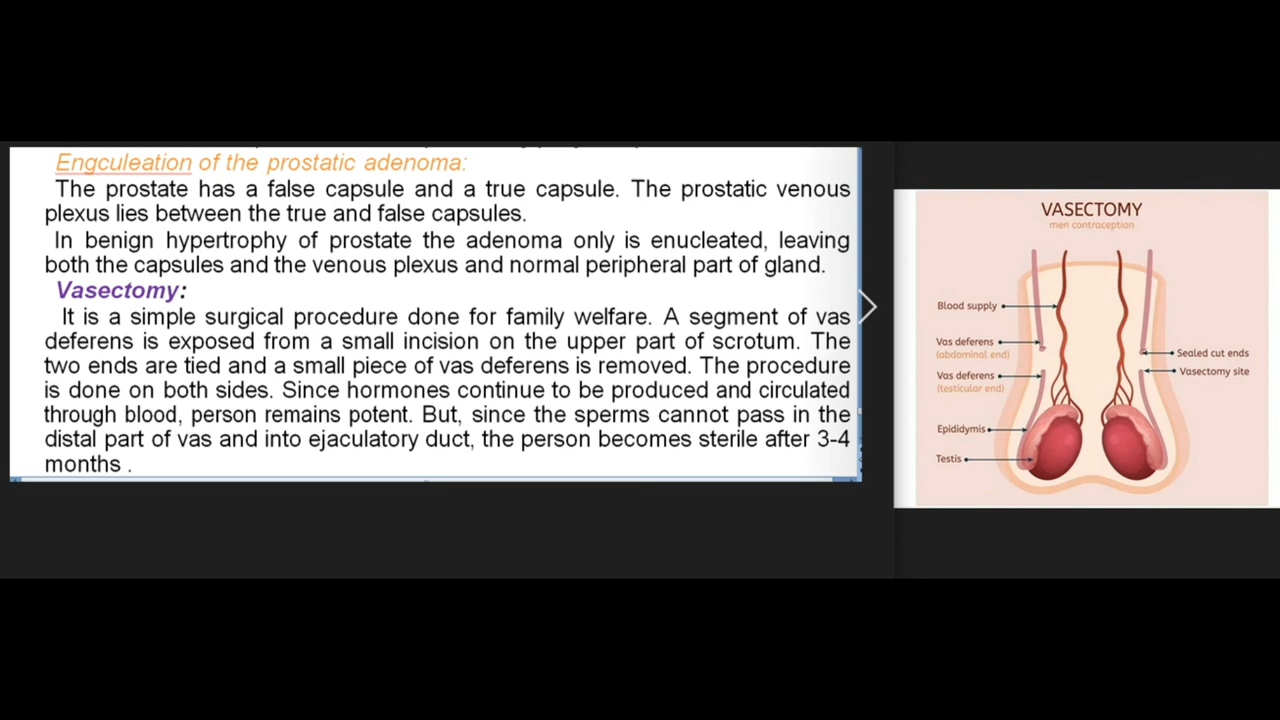 Engculeation of the prostatic adenoma:
The prostate has a false capsule and a true capsule. The prostatic venous
plexus lies between the true and false capsules.
In benign hypertrophy of prostate the adenoma only is enucleated, leaving
both the capsules and the venous plexus and normal peripheral part of gland.
Vasectomy:
It is a simple surgical procedure done for family welfare. A segment of vas
deferens is exposed from a small incision on the upper part of scrotum. The
two ends are tied and a small piece of vas deferens is removed. The procedure
is done on both sides. Since hormones continue to be produced and circulated
through blood, person remains potent. But, since the sperms cannot pass in the
distal part of vas and into ejaculatory duct, the person becomes sterile after 3-4
months .
VASECTOMY
men contraception
Blood supply
Vas deferens
(abdominal end)
Vas deferens
(testicular end)
Epididymis
Testis
Sealed cut ends
Vasectomy site